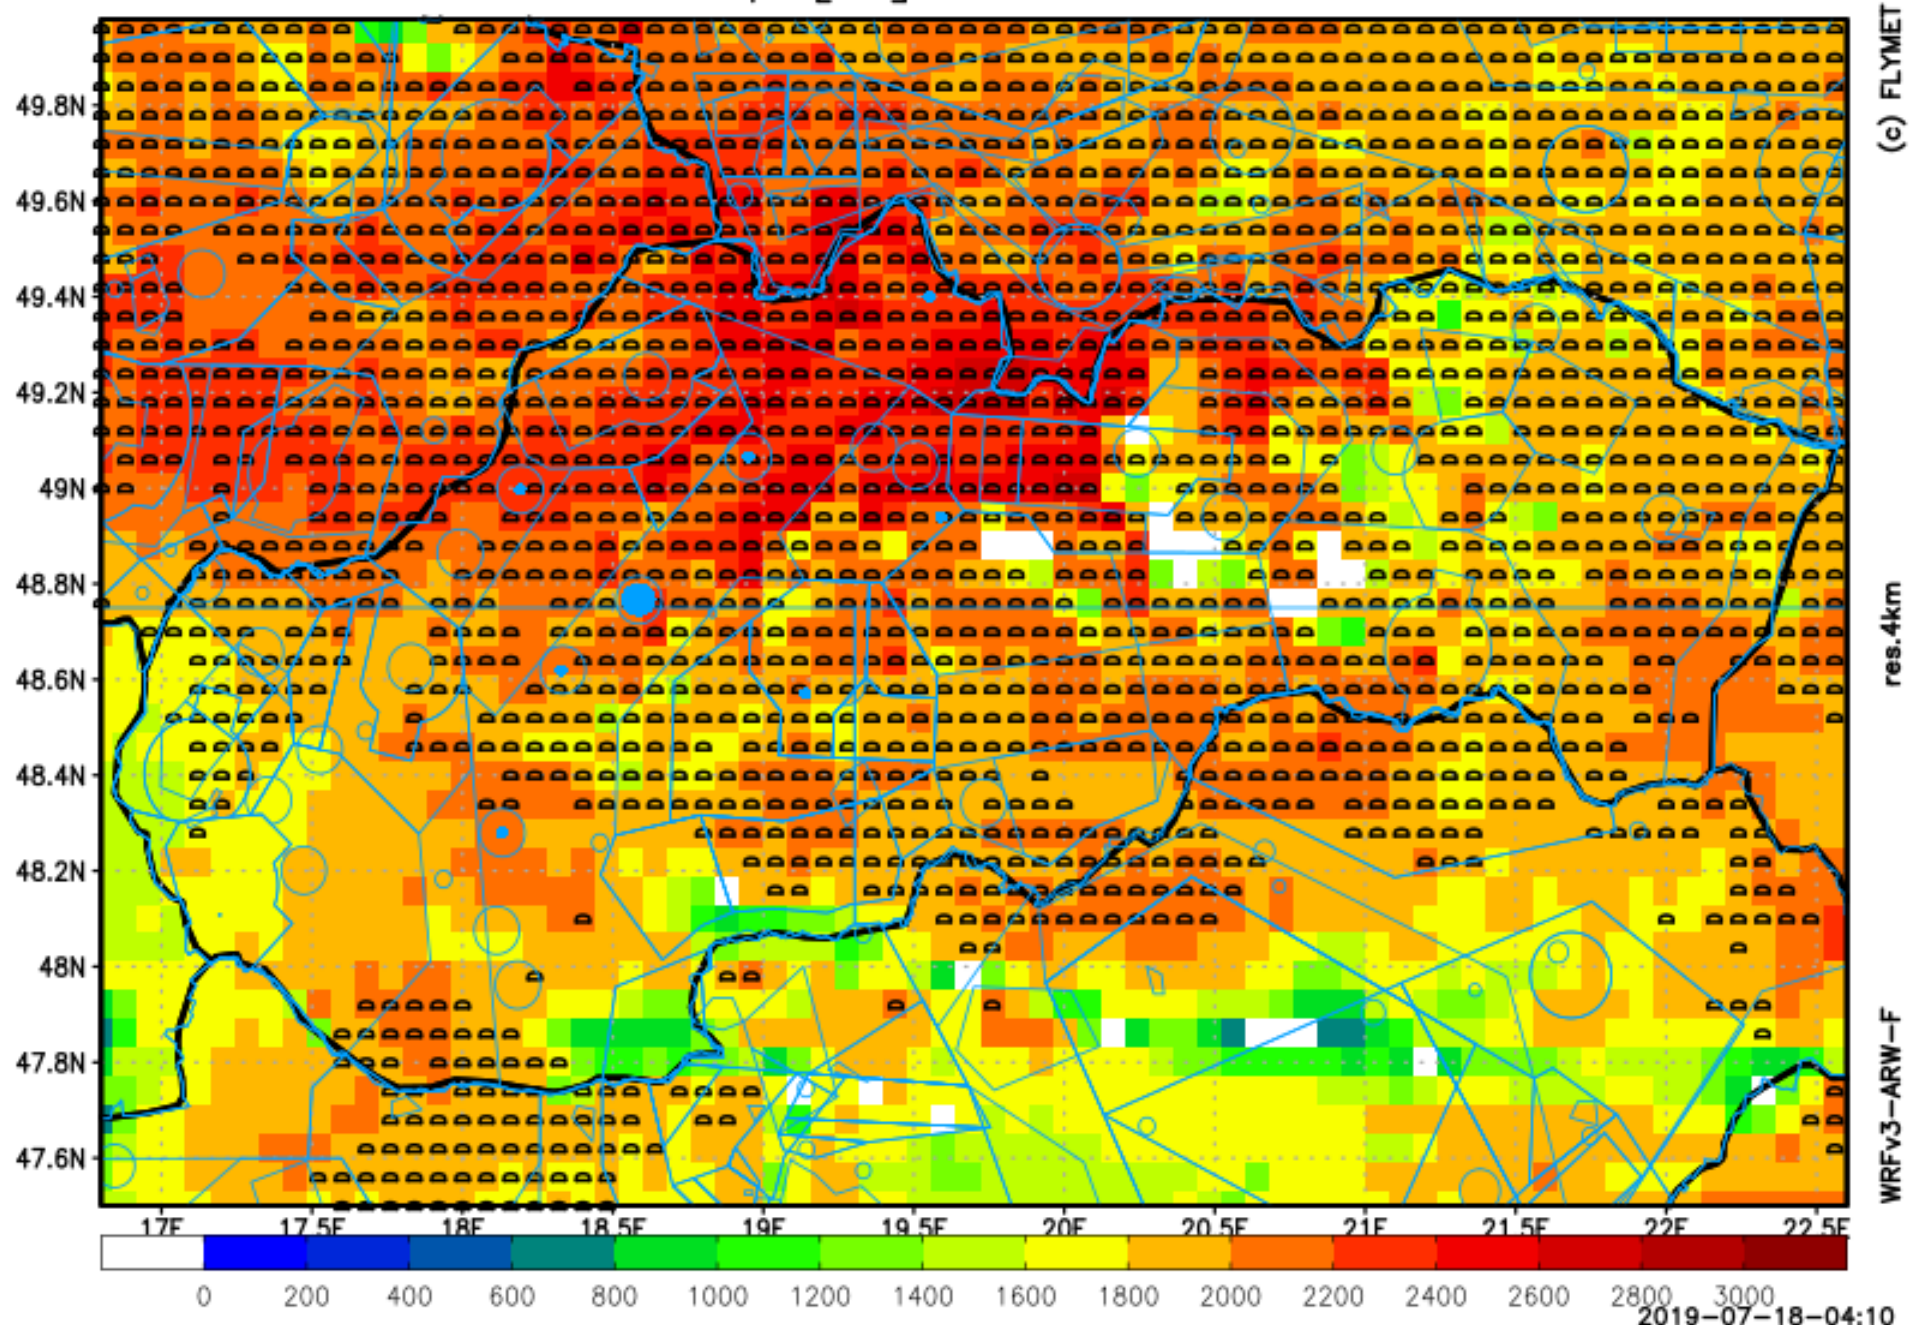 (c) FLYMET
49.8N
49.6N
49.4N
49.2N
49N
48.8N
res.4km
48.6N
48.4N
48.2N
48N
WRFv3-ARW-F
47.8N
47.6N
17E 17.5E 18E 18.5E 19E 19.5E 20E 20.5E 21E 21.5E 22E 22.5E
0 200 400 600 800 1000 1200 1400 1600 1800 2000 2200 2400 2600 2800 3000
2019-07-18-04:10